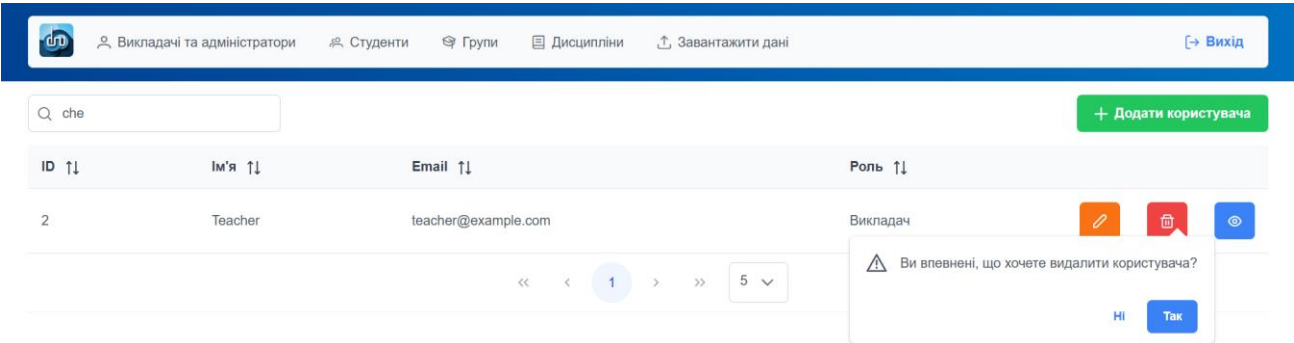 Викладачі та адміністратори Студенти Групи Дисципліни Завантажити дані Вихід
che Додати користувача
ID Ім'я Email Роль
2 Teacher teacher@example.com Викладач
Ви впевнені, що хочете видалити користувача?
<< < 1 > >> 5
Ні Так